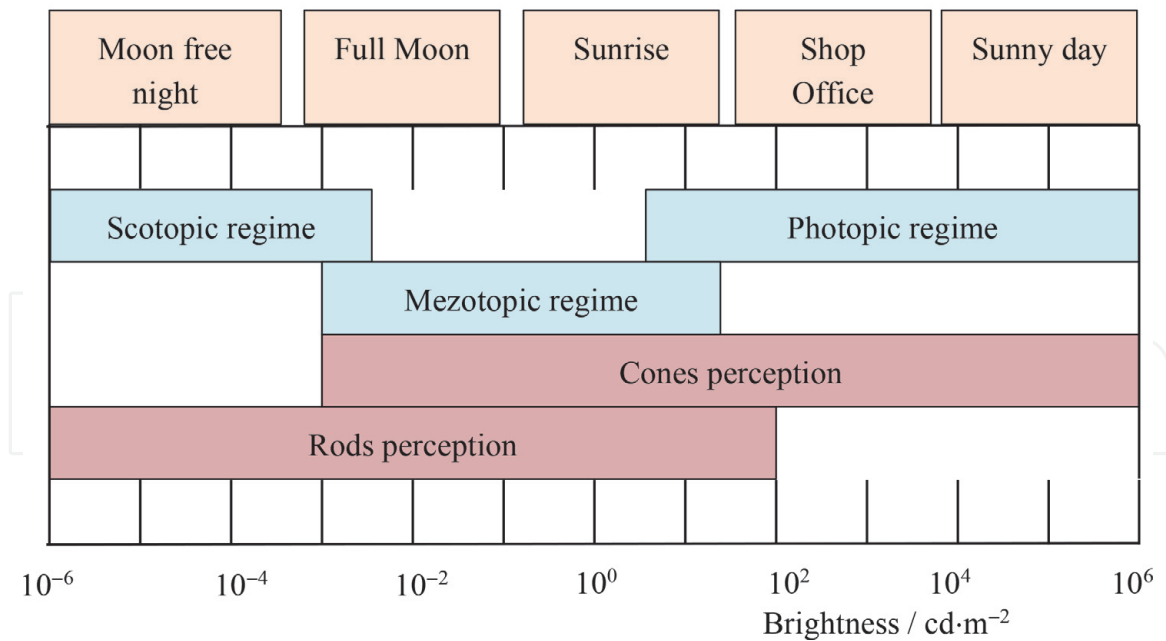 Moon free
night
Full Moon
Sunrise
Shop
Office
Sunny day
Scotopic regime
Photopic regime
Mezotopic regime
Cones perception
Rods perception
10⁻⁶
10⁻⁴
10⁻²
10⁰
10²
10⁴
10⁶
Brightness / cd·m⁻²